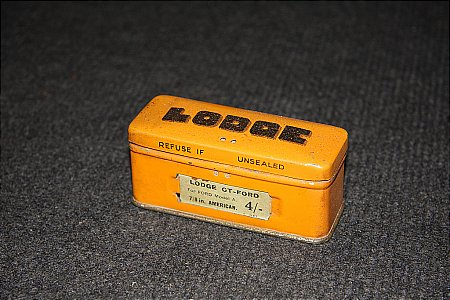 LODGE
REFUSE IF UNSEALED
LODGE CT-FORD
For FORD Model A.
7/8 in. AMERICAN. 4/-